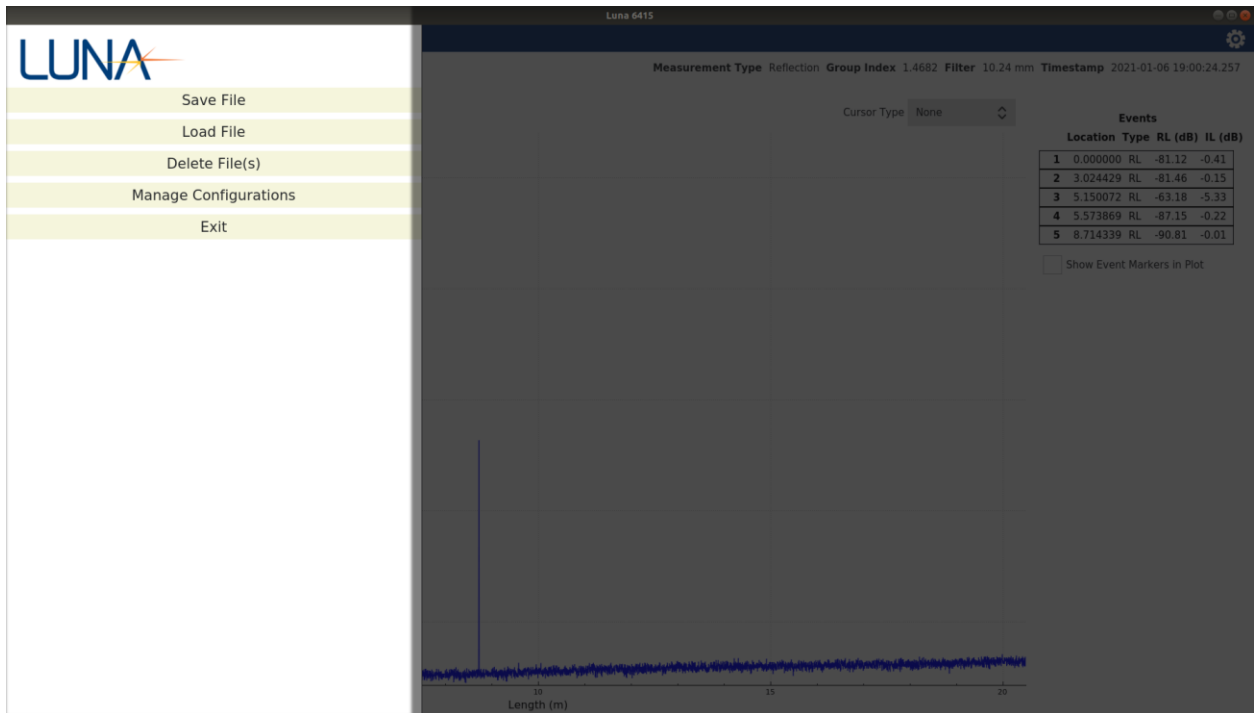 Luna 6415
LUNA
Save File
Load File
Delete File(s)
Manage Configurations
Exit
Measurement Type Reflection Group Index 1.4682 Filter 10.24 mm Timestamp 2021-01-06 19:00:24.257
Cursor Type None
Events
Location Type RL (dB) IL (dB)
1 0.000000 RL -81.12 -0.41
2 3.024429 RL -81.46 -0.15
3 5.150072 RL -63.18 -5.33
4 5.573869 RL -87.15 -0.22
5 8.714339 RL -90.81 -0.01
Show Event Markers in Plot
10 15 20
Length (m)